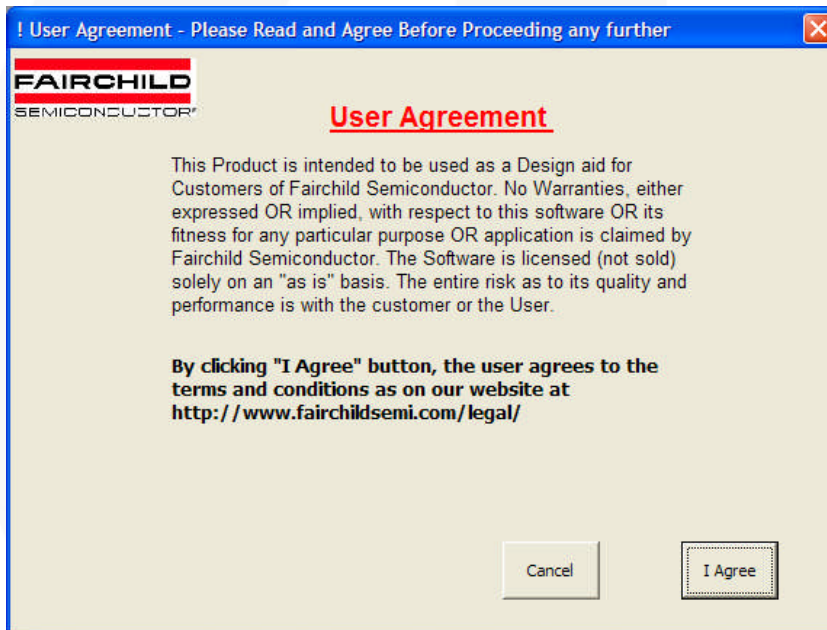 ! User Agreement - Please Read and Agree Before Proceeding any further
FAIRCHILD
SEMICONDUCTOR®
User Agreement
This Product is intended to be used as a Design aid for
Customers of Fairchild Semiconductor. No Warranties, either
expressed OR implied, with respect to this software OR its
fitness for any particular purpose OR application is claimed by
Fairchild Semiconductor. The Software is licensed (not sold)
solely on an "as is" basis. The entire risk as to its quality and
performance is with the customer or the User.
By clicking "I Agree" button, the user agrees to the
terms and conditions as on our website at
http://www.fairchildsemi.com/legal/
Cancel
I Agree